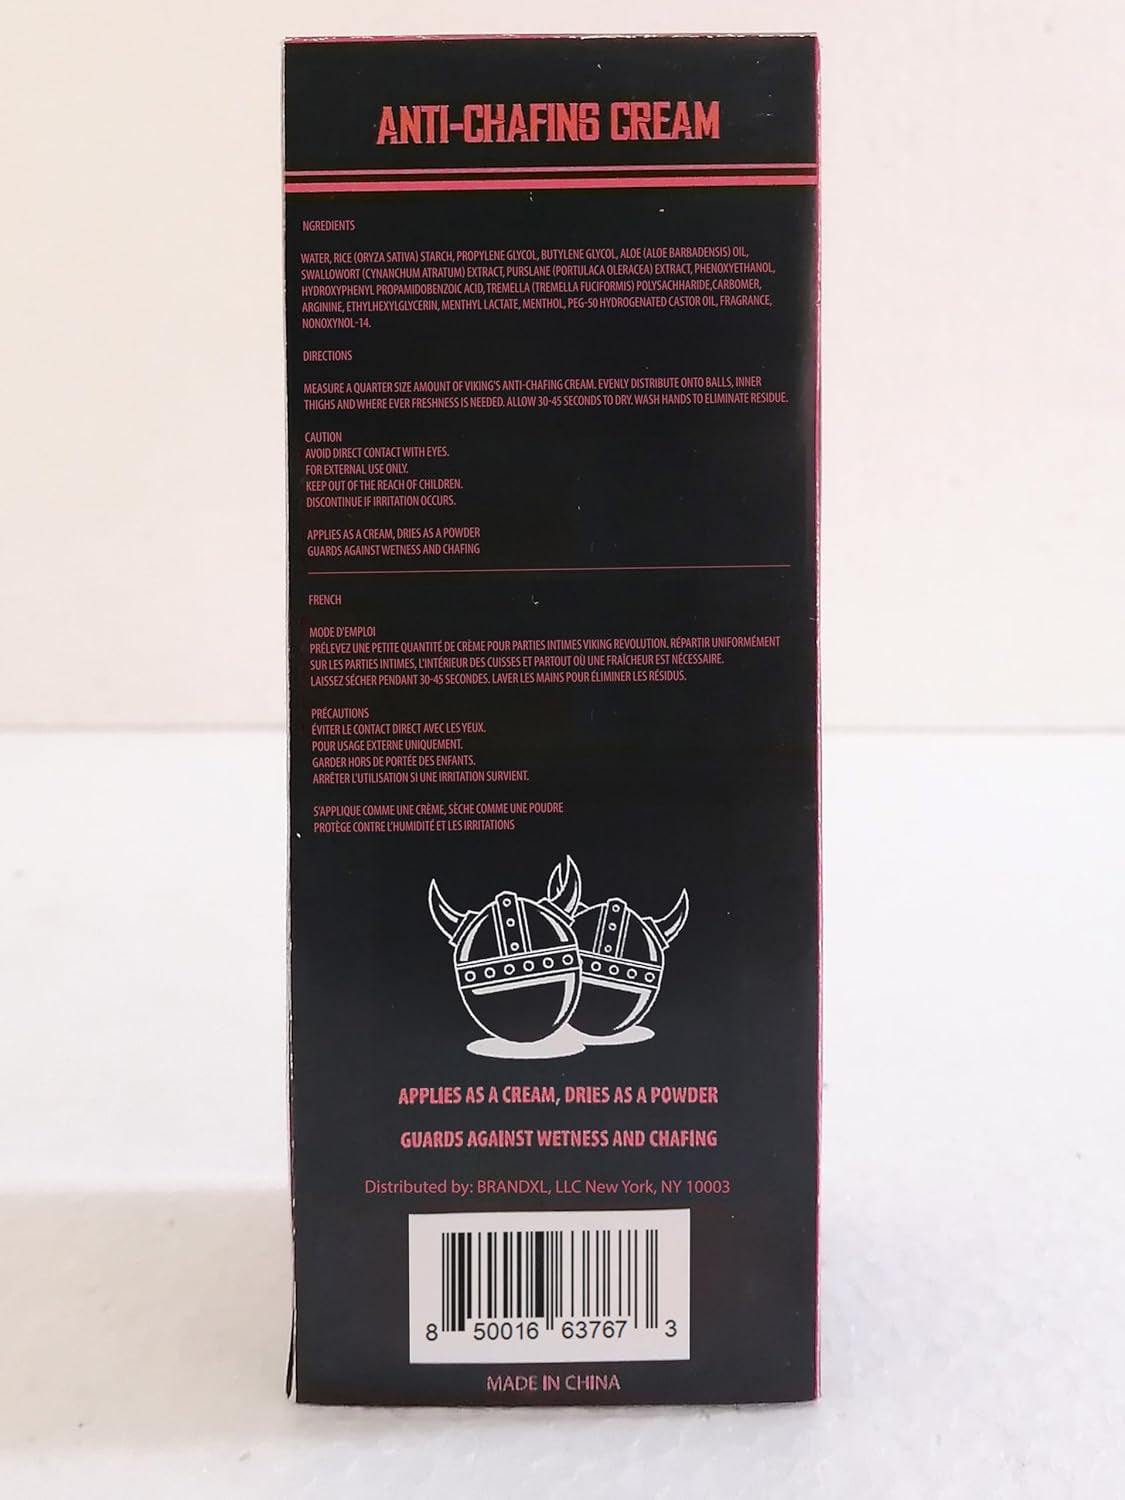 ANTI-CHAFING CREAM
NGREDIENTS
WATER, RICE (ORYZA SATIVA) STARCH, PROPYLENE GLYCOL, BUTYLENE GLYCOL, ALOE (ALOE BARBADENSIS) OIL,
SWALLOWORT (CYNANCHUM ATRATUM) EXTRACT, PURSLANE (PORTULACA OLERACEA) EXTRACT, PHENOXYETHANOL,
HYDROXYPHENYL PROPAMIDOBENZOIC ACID, TREMELLA (TREMELLA FUCIFORMIS) POLYSACHHARIDE,CARBOMER,
ARGININE, ETHYLHEXYLGLYCERIN, MENTHYL LACTATE, MENTHOL, PEG-50 HYDROGENATED CASTOR OIL, FRAGRANCE,
NONOXYNOL-14.
DIRECTIONS
MEASURE A QUARTER SIZE AMOUNT OF VIKING'S ANTI-CHAFING CREAM. EVENLY DISTRIBUTE ONTO BALLS, INNER
THIGHS AND WHERE EVER FRESHNESS IS NEEDED. ALLOW 30-45 SECONDS TO DRY. WASH HANDS TO ELIMINATE RESIDUE.
CAUTION
AVOID DIRECT CONTACT WITH EYES.
FOR EXTERNAL USE ONLY.
KEEP OUT OF THE REACH OF CHILDREN.
DISCONTINUE IF IRRITATION OCCURS.
APPLIES AS A CREAM, DRIES AS A POWDER
GUARDS AGAINST WETNESS AND CHAFING
FRENCH
MODE D'EMPLOI
PRÉLEVEZ UNE PETITE QUANTITÉ DE CRÈME POUR PARTIES INTIMES VIKING REVOLUTION. RÉPARTIR UNIFORMÉMENT
SUR LES PARTIES INTIMES, L'INTÉRIEUR DES CUISSES ET PARTOUT OÙ UNE FRAÎCHEUR EST NÉCESSAIRE.
LAISSEZ SÉCHER PENDANT 30-45 SECONDES. LAVER LES MAINS POUR ÉLIMINER LES RÉSIDUS.
PRÉCAUTIONS
ÉVITER LE CONTACT DIRECT AVEC LES YEUX.
POUR USAGE EXTERNE UNIQUEMENT.
GARDER HORS DE PORTÉE DES ENFANTS.
ARRÊTER L'UTILISATION SI UNE IRRITATION SURVIENT.
S'APPLIQUE COMME UNE CRÈME, SÈCHE COMME UNE POUDRE
PROTÈGE CONTRE L'HUMIDITÉ ET LES IRRITATIONS
APPLIES AS A CREAM, DRIES AS A POWDER
GUARDS AGAINST WETNESS AND CHAFING
Distributed by: BRANDXL, LLC New York, NY 10003
8 50016 63767 3
MADE IN CHINA